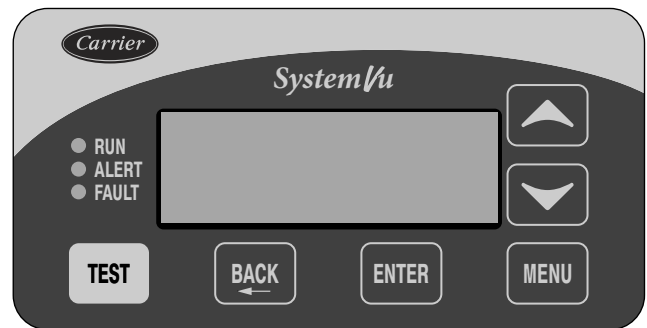 Carrier
SystemVu
RUN
ALERT
FAULT
TEST
BACK
ENTER
MENU